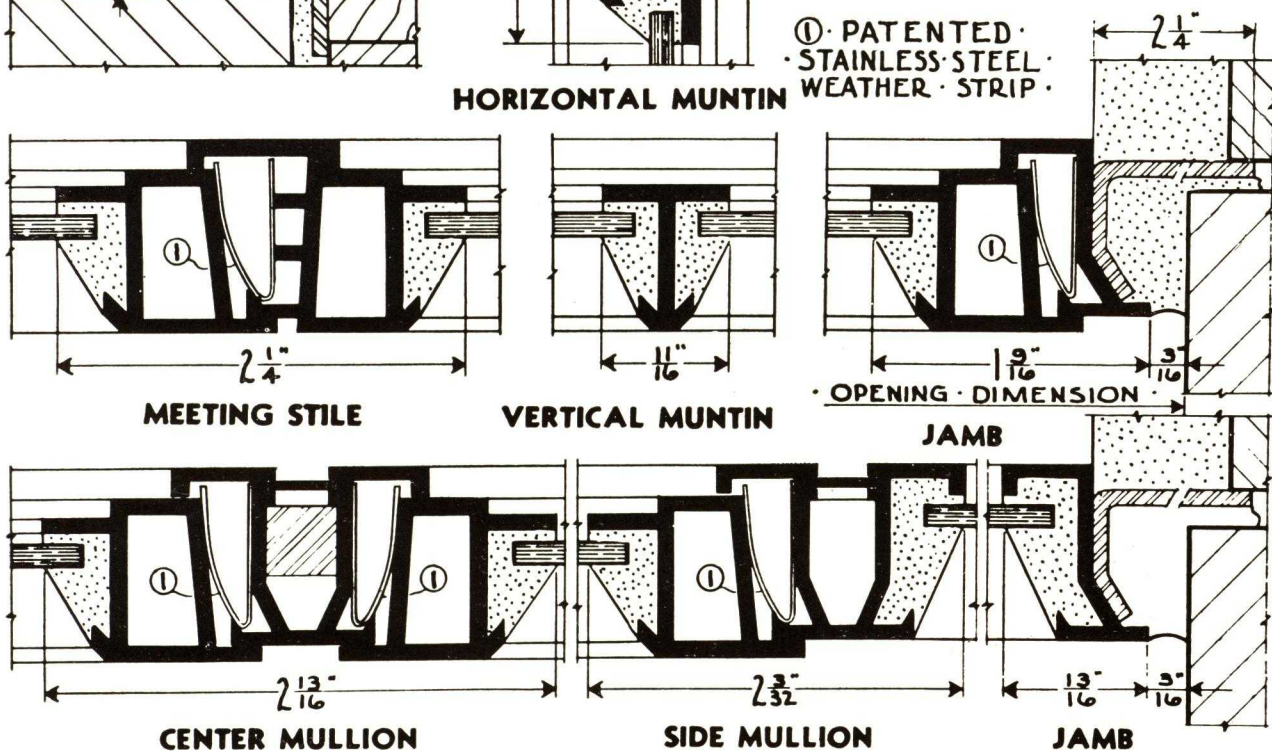 HORIZONTAL MUNTIN
① · PATENTED ·
· STAINLESS · STEEL ·
WEATHER · STRIP ·
2 1/4"
①
2 1/4"
MEETING STILE
11/16"
VERTICAL MUNTIN
①
1 9/16"
3"/16
· OPENING · DIMENSION ·
JAMB
①
①
2 13/16"
CENTER MULLION
①
2 3/32"
SIDE MULLION
13/16"
3"/16
JAMB